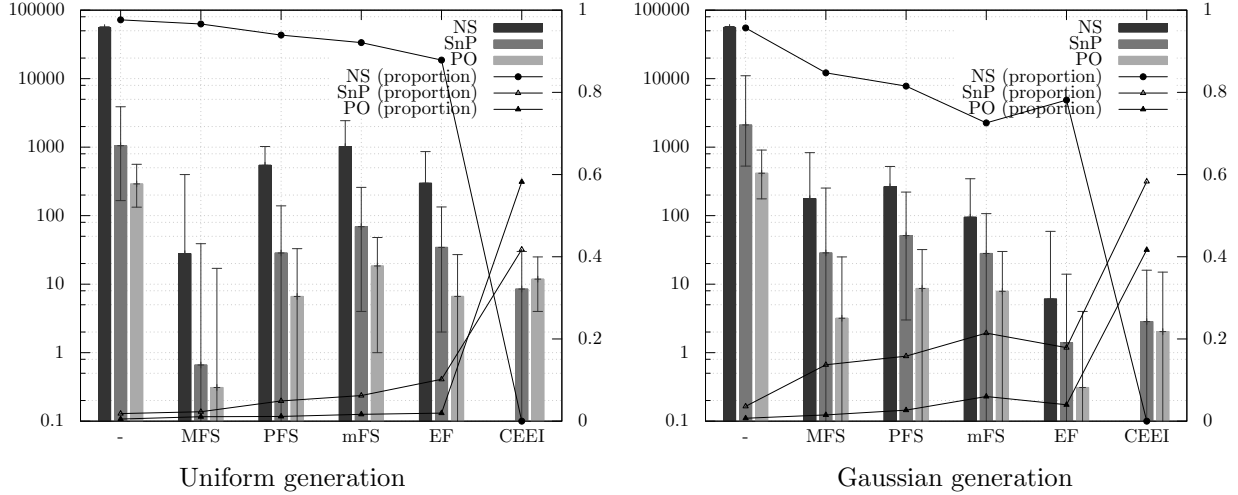 100000
10000
1000
100
10
1
0.1
1
0.8
0.6
0.4
0.2
0
NS
SnP
PO
NS (proportion)
SnP (proportion)
PO (proportion)
- MFS PFS mFS EF CEEI
Uniform generation
100000
10000
1000
100
10
1
0.1
1
0.8
0.6
0.4
0.2
0
NS
SnP
PO
NS (proportion)
SnP (proportion)
PO (proportion)
- MFS PFS mFS EF CEEI
Gaussian generation